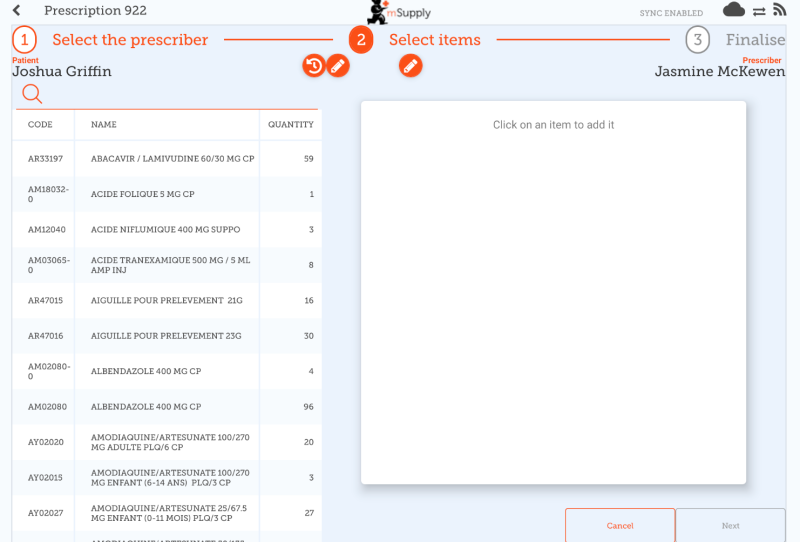 Prescription 922
mSupply
SYNC ENABLED
1 Select the prescriber
2 Select items
3 Finalise
Patient
Joshua Griffin
Prescriber
Jasmine McKewen
CODE NAME QUANTITY
AR33197 ABACAVIR / LAMIVUDINE 60/30 MG CP 59
AM18032-
0
ACIDE FOLIQUE 5 MG CP 1
AM12040 ACIDE NIFLUMIQUE 400 MG SUPPO 3
AM03065-
0
ACIDE TRANEXAMIQUE 500 MG / 5 ML
AMP INJ
8
AR47015 AIGUILLE POUR PRELEVEMENT 21G 16
AR47016 AIGUILLE POUR PRELEVEMENT 23G 30
AM02080-
0
ALBENDAZOLE 400 MG CP 4
AM02080 ALBENDAZOLE 400 MG CP 96
AY02020
AMODIAQUINE/ARTESUNATE 100/270
MG ADULTE PLQ/6 CP
20
AY02015
AMODIAQUINE/ARTESUNATE 100/270
MG ENFANT (6-14 ANS) PLQ/3 CP
3
AY02027
AMODIAQUINE/ARTESUNATE 25/67.5
MG ENFANT (0-11 MOIS) PLQ/3 CP
27
Click on an item to add it
Cancel
Next